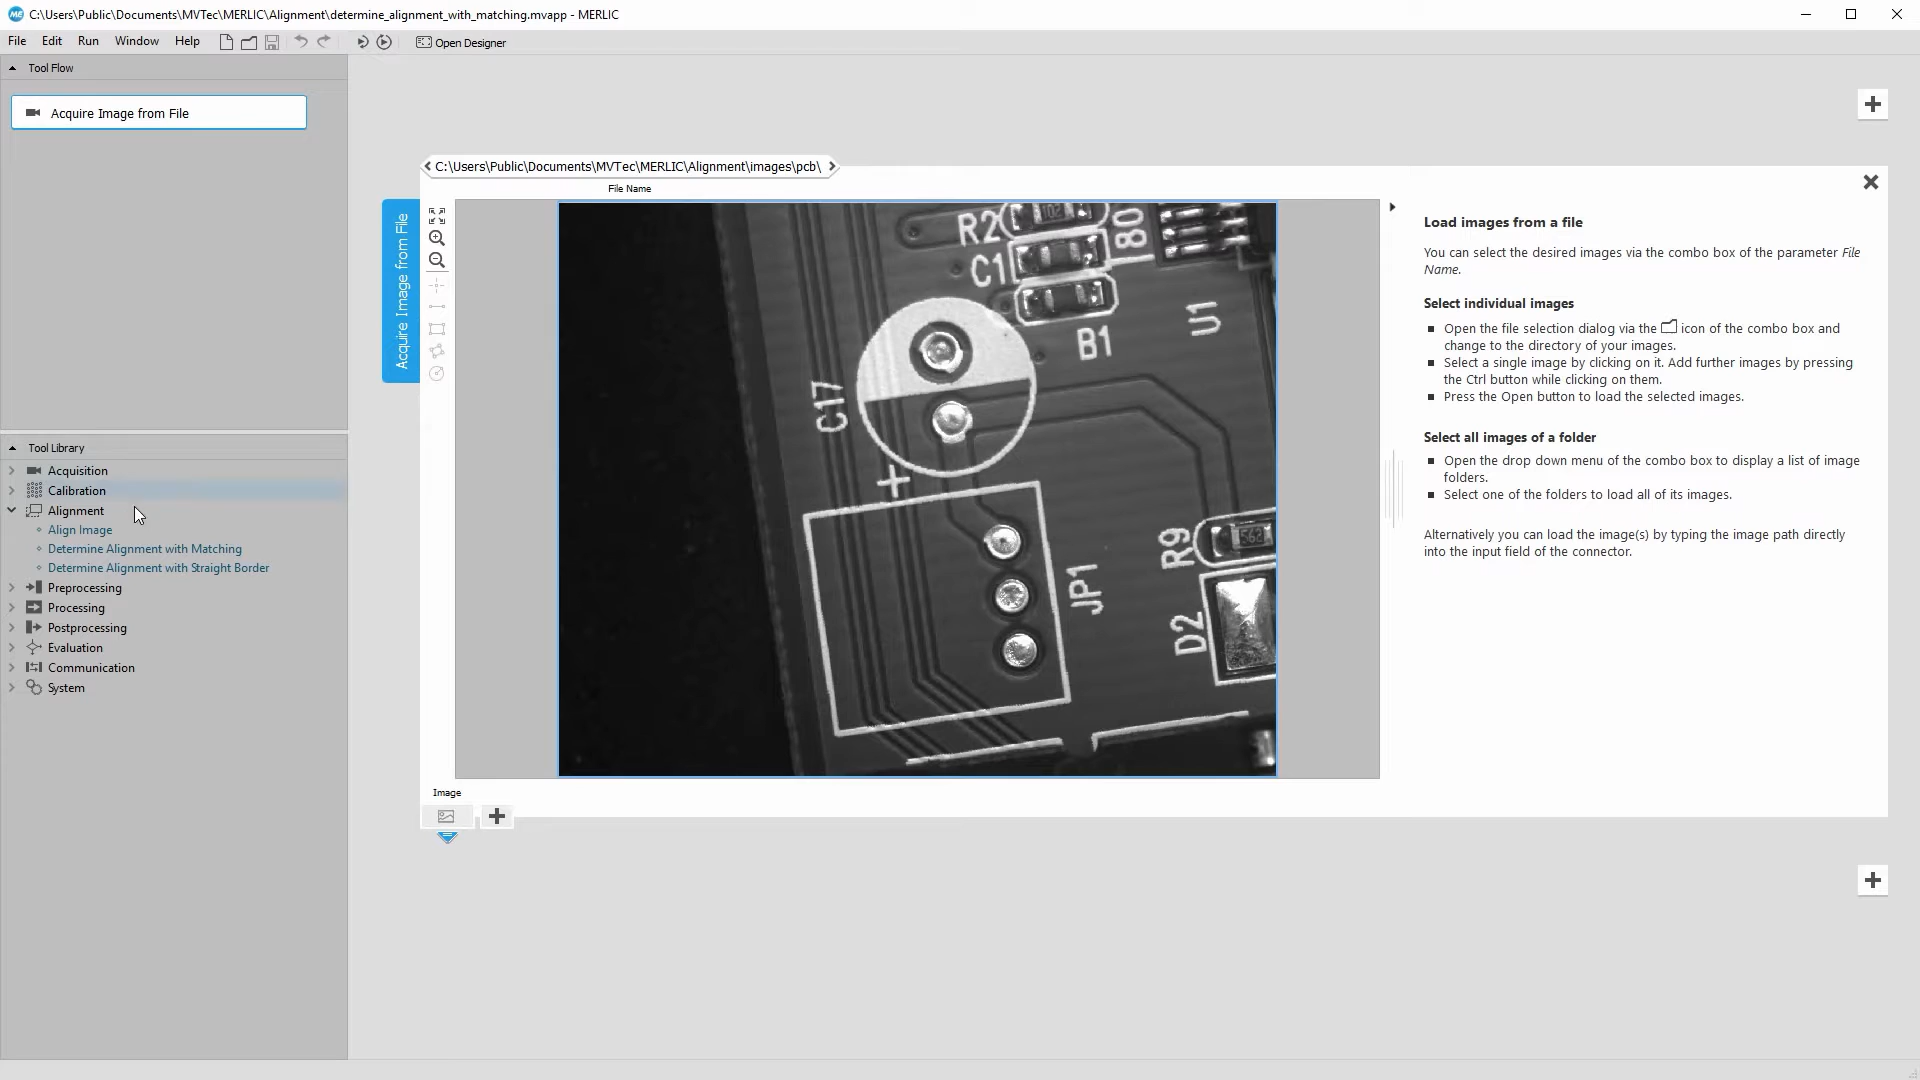 C:\Users\Public\Documents\MVTec\MERLIC\Alignment\determine_alignment_with_matching.mvapp - MERLIC
File Edit Run Window Help Open Designer
Tool Flow
Acquire Image from File
Tool Library
Acquisition
Calibration
Alignment
Align Image
Determine Alignment with Matching
Determine Alignment with Straight Border
Preprocessing
Processing
Postprocessing
Evaluation
Communication
System
C:\Users\Public\Documents\MVTec\MERLIC\Alignment\images\pcb\
File Name
Acquire Image from File
R2
C1
B1
U1
C17
+
JP1
R9
562
D2
Image
Load images from a file
You can select the desired images via the combo box of the parameter File
Name.
Select individual images
Open the file selection dialog via the icon of the combo box and
change to the directory of your images.
Select a single image by clicking on it. Add further images by pressing
the Ctrl button while clicking on them.
Press the Open button to load the selected images.
Select all images of a folder
Open the drop down menu of the combo box to display a list of image
folders.
Select one of the folders to load all of its images.
Alternatively you can load the image(s) by typing the image path directly
into the input field of the connector.